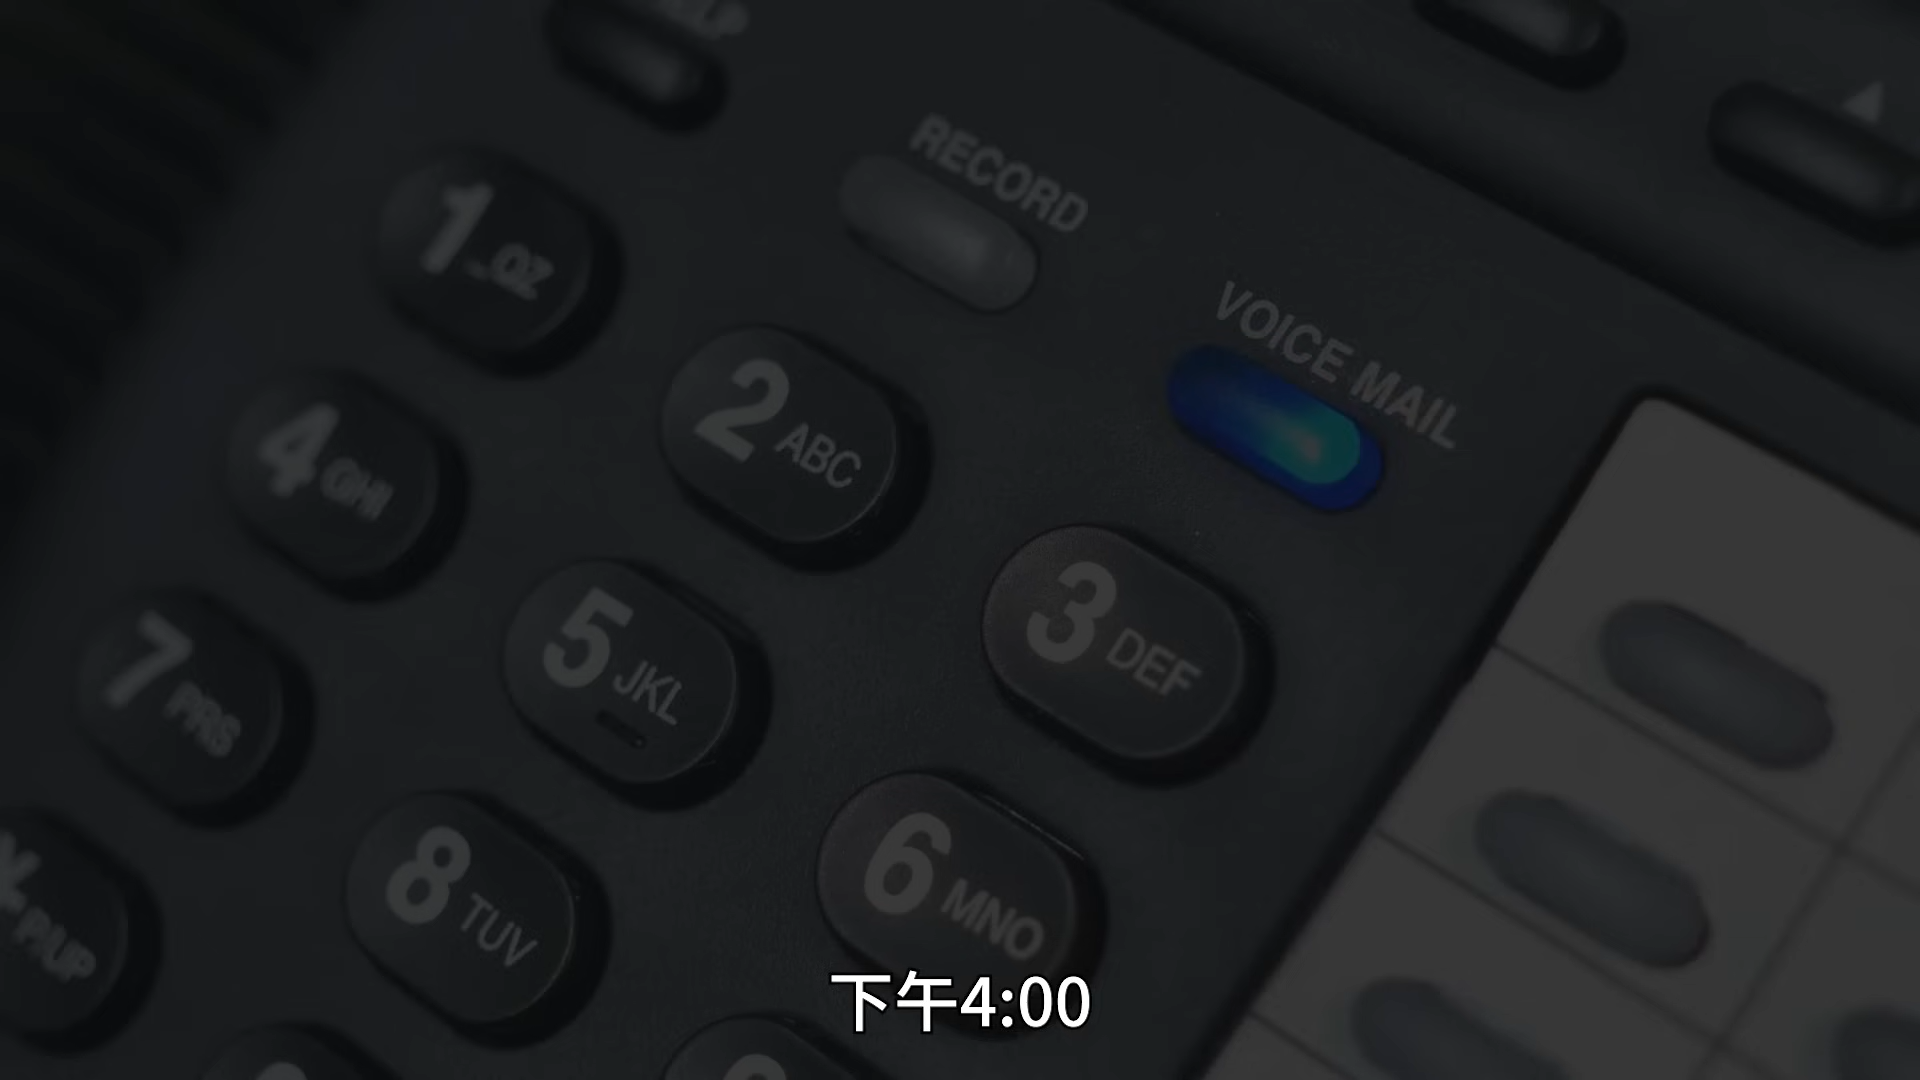 RECORD
VOICE MAIL
1 QZ
2 ABC
3 DEF
4 GHI
5 JKL
6 MNO
7 PRS
8 TUV
下午4:00